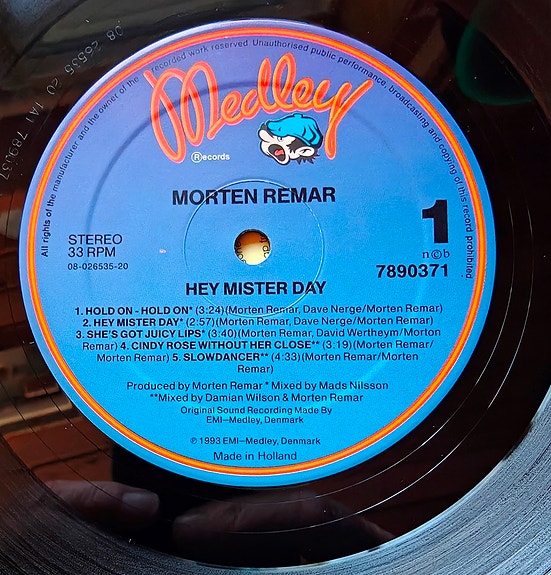 All rights of the manufacturer and the owner of the recorded work reserved. Unauthorised public performance, broadcasting and copying of this record prohibited
Medley
® Records
MORTEN REMAR
STEREO
33 RPM
08-026535-20
1
n©b
7890371
HEY MISTER DAY
1. HOLD ON - HOLD ON* (3:24)(Morten Remar, Dave Nerge/Morten Remar)
2. HEY MISTER DAY* (2:57)(Morten Remar, Dave Nerge/Morten Remar)
3. SHE'S GOT JUICY LIPS* (3:40)(Morten Remar, David Wertheym/Morten
Remar) 4. CINDY ROSE WITHOUT HER CLOSE** (3:19)(Morten Remar/
Morten Remar) 5. SLOWDANCER** (4:33)(Morten Remar/Morten
Remar)
Produced by Morten Remar * Mixed by Mads Nilsson
**Mixed by Damian Wilson & Morten Remar
Original Sound Recording Made By
EMI–Medley, Denmark
℗ 1993 EMI–Medley, Denmark
Made in Holland